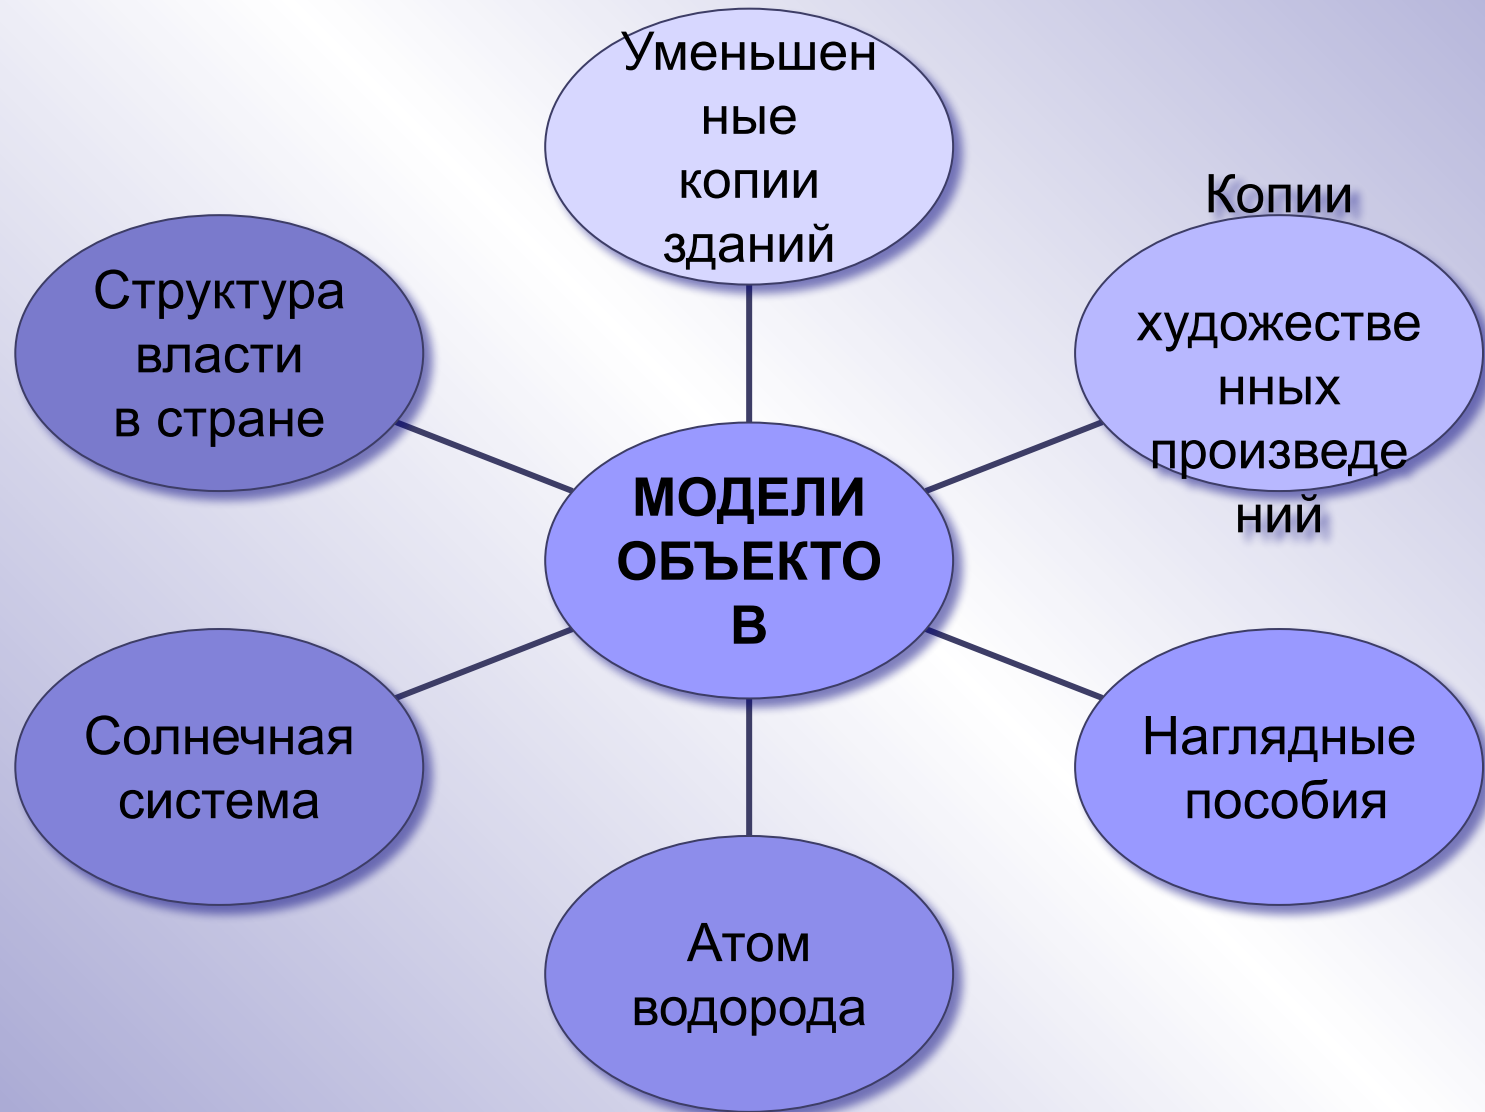 Уменьшен
ные
копии
зданий
Копии
художестве
нных
произведе
ний
Структура
власти
в стране
МОДЕЛИ
ОБЪЕКТО
В
Солнечная
система
Наглядные
пособия
Атом
водорода